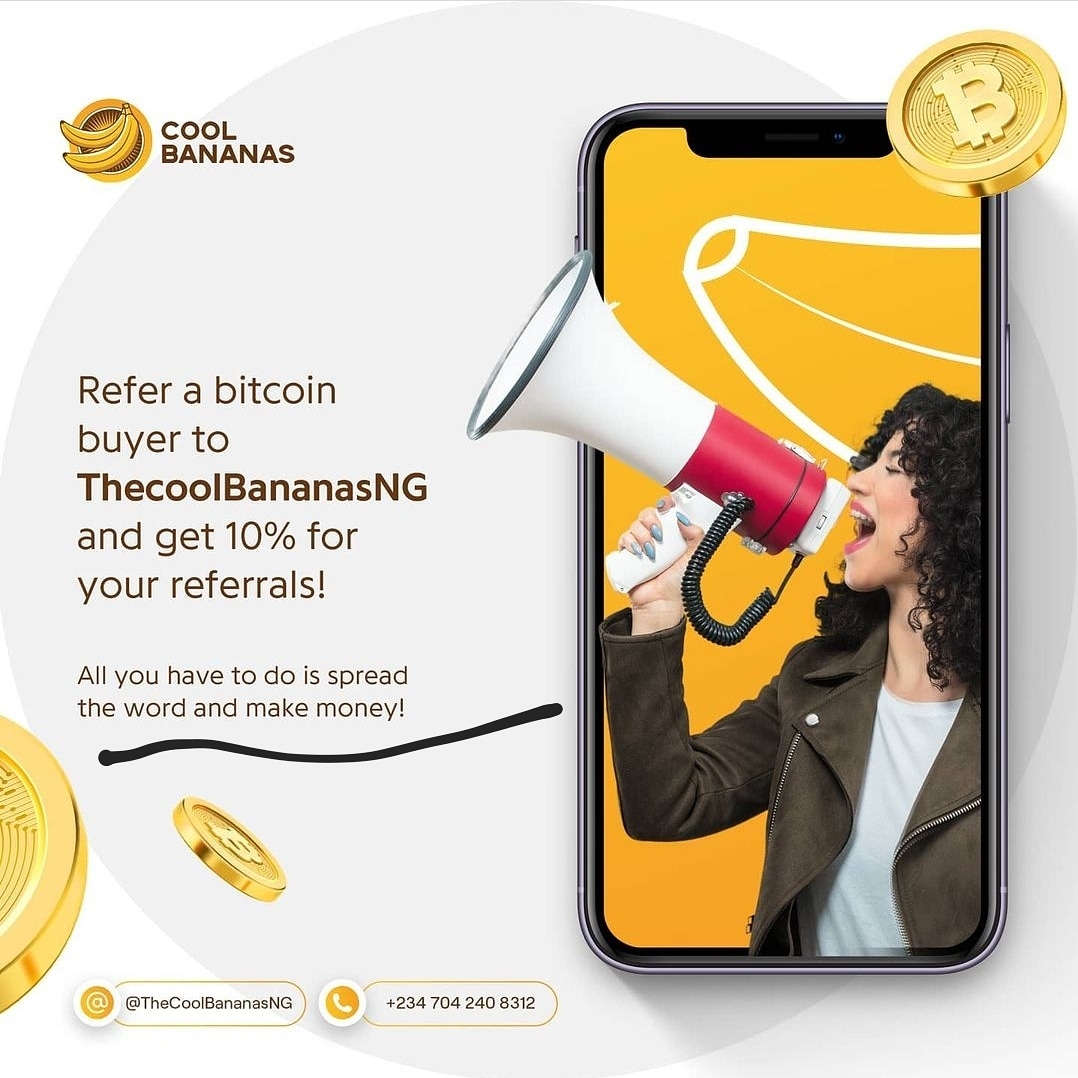 COOL
BANANAS
Refer a bitcoin
buyer to
ThecoolBananasNG
and get 10% for
your referrals!
All you have to do is spread
the word and make money!
@TheCoolBananasNG
+234 704 240 8312